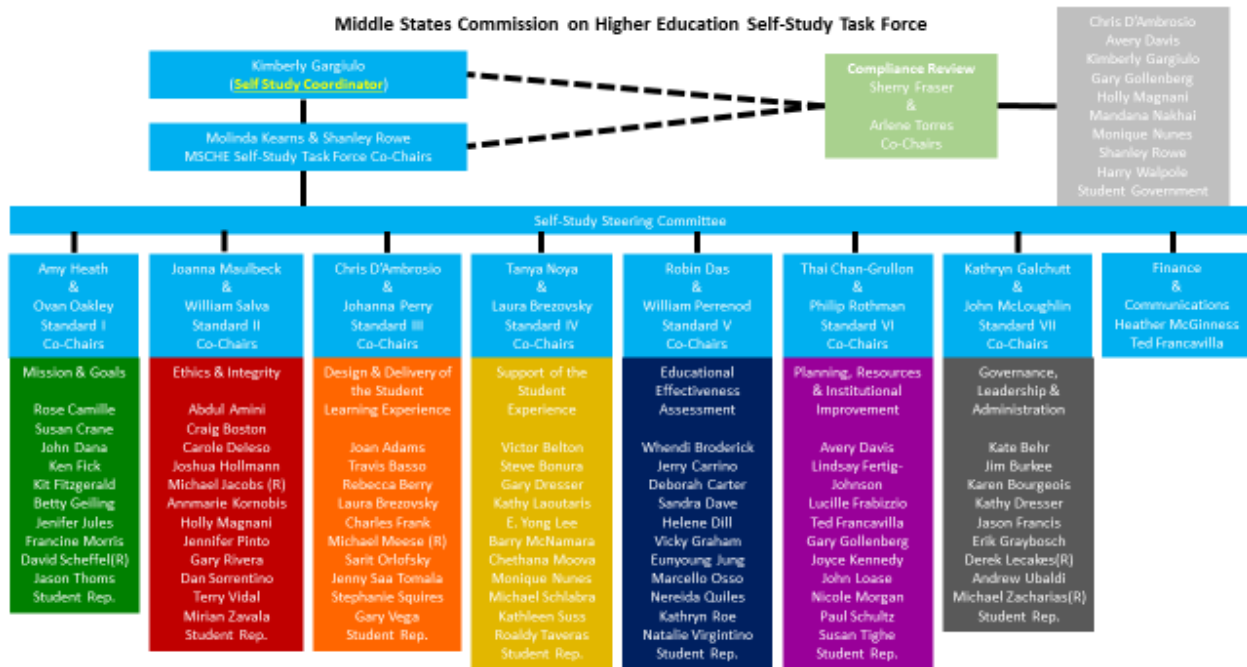 Middle States Commission on Higher Education Self-Study Task Force
Kimberly Gargiulo
(Self Study Coordinator)
Molinda Kearns & Shanley Rowe
MSCHE Self-Study Task Force Co-Chairs
Compliance Review
Sherry Fraser
&
Arlene Torres
Co-Chairs
Chris D'Ambrosio
Avery Davis
Kimberly Gargiulo
Gary Gollenberg
Holly Magnani
Mandana Nakhai
Monique Nunes
Shanley Rowe
Harry Walpole
Student Government
Self-Study Steering Committee
Amy Heath
&
Ovan Oakley
Standard I
Co-Chairs
Mission & Goals
Rose Camille
Susan Crane
John Dana
Ken Fick
Kit Fitzgerald
Betty Geiling
Jenifer Jules
Francine Morris
David Scheffel(R)
Jason Thoms
Student Rep.
Joanna Maulbeck
&
William Salva
Standard II
Co-Chairs
Ethics & Integrity
Abdul Amini
Craig Boston
Carole Deleso
Joshua Hollmann
Michael Jacobs (R)
Annmarie Kornobis
Holly Magnani
Jennifer Pinto
Gary Rivera
Dan Sorrentino
Terry Vidal
Mirian Zavala
Student Rep.
Chris D'Ambrosio
&
Johanna Perry
Standard III
Co-Chairs
Design & Delivery of
the Student
Learning Experience
Joan Adams
Travis Basso
Rebecca Berry
Laura Brezovsky
Charles Frank
Michael Meese (R)
Sarit Orlofsky
Jenny Saa Tomala
Stephanie Squires
Gary Vega
Student Rep.
Tanya Noya
&
Laura Brezovsky
Standard IV
Co-Chairs
Support of the
Student
Experience
Victor Belton
Steve Bonura
Gary Dresser
Kathy Laoutaris
E. Yong Lee
Barry McNamara
Chethana Moova
Monique Nunes
Michael Schlabra
Kathleen Suss
Roaldy Taveras
Student Rep.
Robin Das
&
William Perrenod
Standard V
Co-Chairs
Educational
Effectiveness
Assessment
Whendi Broderick
Jerry Carrino
Deborah Carter
Sandra Dave
Helene Dill
Vicky Graham
Eunyoung Jung
Marcello Osso
Nereida Quiles
Kathryn Roe
Natalie Virgintino
Student Rep.
Thai Chan-Grullon
&
Philip Rothman
Standard VI
Co-Chairs
Planning, Resources
& Institutional
Improvement
Avery Davis
Lindsay Fertig-
Johnson
Lucille Frabizzio
Ted Francavilla
Gary Gollenberg
Joyce Kennedy
John Loase
Nicole Morgan
Paul Schultz
Susan Tighe
Student Rep.
Kathryn Galchutt
&
John McLoughlin
Standard VII
Co-Chairs
Governance,
Leadership &
Administration
Kate Behr
Jim Burkee
Karen Bourgeois
Kathy Dresser
Jason Francis
Erik Graybosch
Derek Lecakes(R)
Andrew Ubaldi
Michael Zacharias(R)
Student Rep.
Finance
&
Communications
Heather McGinness
Ted Francavilla